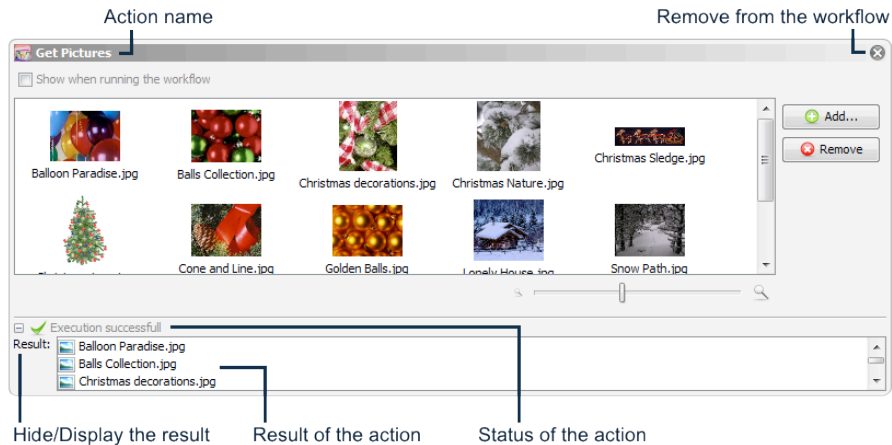 Action name
Remove from the workflow
Get Pictures
Show when running the workflow
Add...
Remove
Balloon Paradise.jpg
Balls Collection.jpg
Christmas decorations.jpg
Christmas Nature.jpg
Christmas Sledge.jpg
Cone and Line.jpg
Golden Balls.jpg
Lonely House.jpg
Snow Path.jpg
Execution successfull
Result:
Balloon Paradise.jpg
Balls Collection.jpg
Christmas decorations.jpg
Hide/Display the result
Result of the action
Status of the action